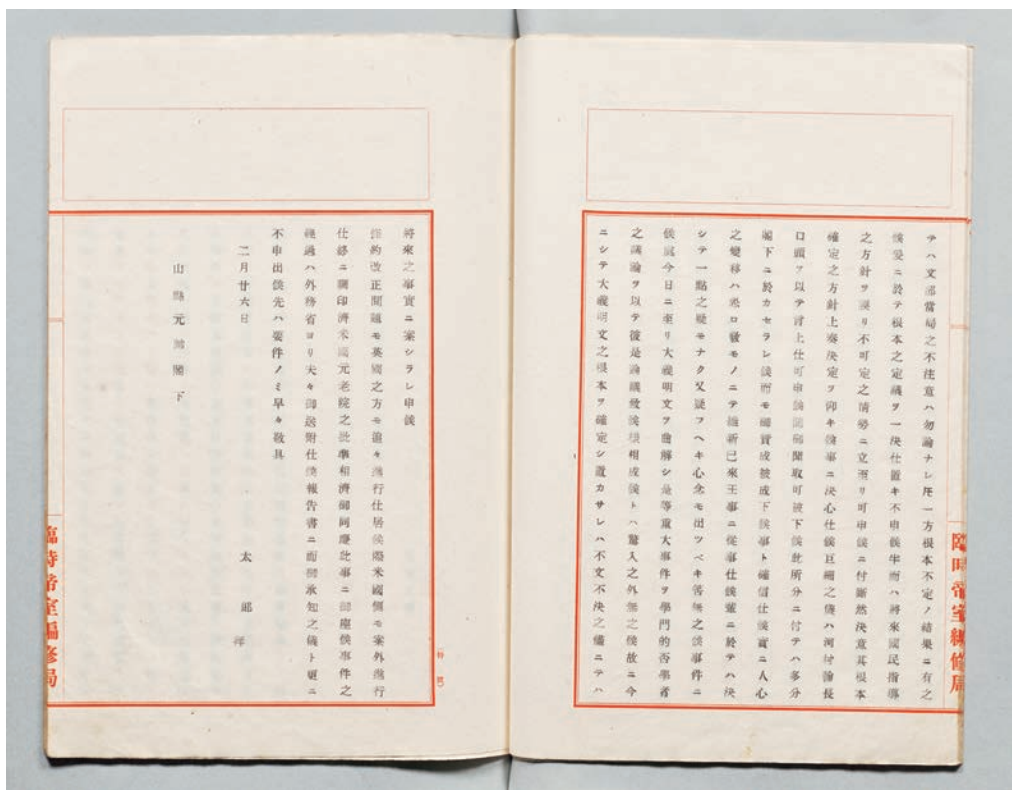 テハ文部當局之不注意ハ勿論ナレ𪜈一方根本不定ノ結果ニ有之
候爰ニ於テ根本之定議ヲ一決仕置キ不申候半而ハ將來國民指導
之方針ヲ誤リ不可定之情勢ニ立至リ可申候ニ付斷然決意其根本
確定之方針上奏決定ヲ仰キ候事ニ決心仕候巨細之儀ハ河村論長
口頭ヲ以テ言上仕可申候間御聞取可被下候此所分ニ付テハ多分
閣下ニ於カセラレ候而モ御賛成被成下候事ト確信仕候實ニ人心
之變移ハ恐ロ敷モノニテ維新已來王事ニ從事仕候輩ニ於テハ決
シテ一點之疑モナク又疑フヘキ心念モ出ツベキ筈無之候事件ニ
候處今日ニ至リ大義明文ヲ曲解シ是等重大事件ヲ學問的否學者
之議論ヲ以テ彼是論議致候樣相成候トハ驚入之外無之候故ニ今
ニシテ大義明文之根本ヲ確定シ置カサレハ不文不決之儀ニテハ
臨時帝室編修局
將來之事實ニ案シラレ申候
條約改正問題モ英國之方モ追々進行仕居候際米國側モ案外進行
仕終ニ調印濟米國元老院之批準相濟御同慶此事ニ御座候事件之
經過ハ外務省ヨリ夫々御送附仕候報告書ニ而御承知之儀ト更ニ
不申出候先ハ要件ノミ早々敬具
二月廿六日
太郎 拝
山縣元帥閣下
臨時帝室編修局